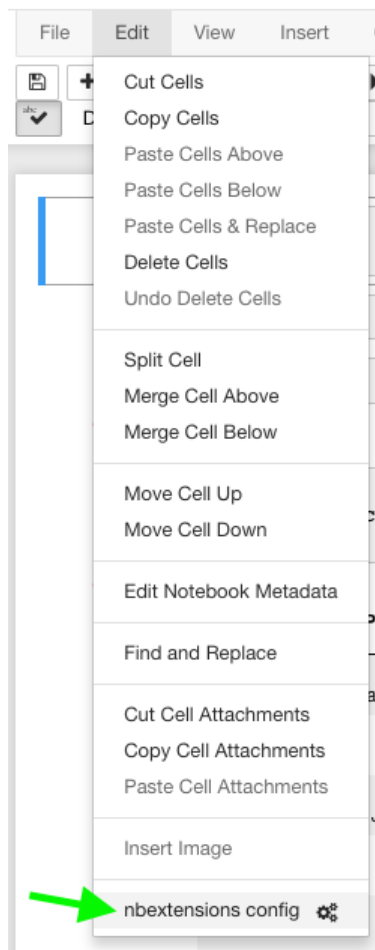 File Edit View Insert
Cut Cells
abc
Copy Cells
Paste Cells Above
Paste Cells Below
Paste Cells & Replace
Delete Cells
Undo Delete Cells
Split Cell
Merge Cell Above
Merge Cell Below
Move Cell Up
Move Cell Down
Edit Notebook Metadata
Find and Replace
Cut Cell Attachments
Copy Cell Attachments
Paste Cell Attachments
Insert Image
nbextensions config